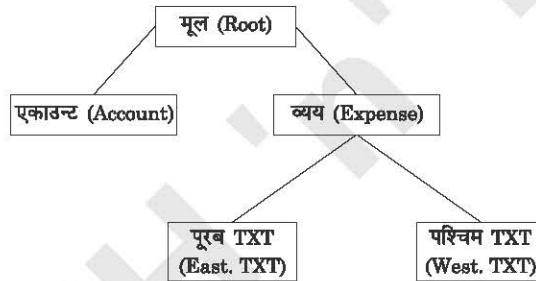 मूल (Root)
एकाउन्ट (Account)
व्यय (Expense)
पूरब TXT
(East. TXT)
पश्चिम TXT
(West. TXT)